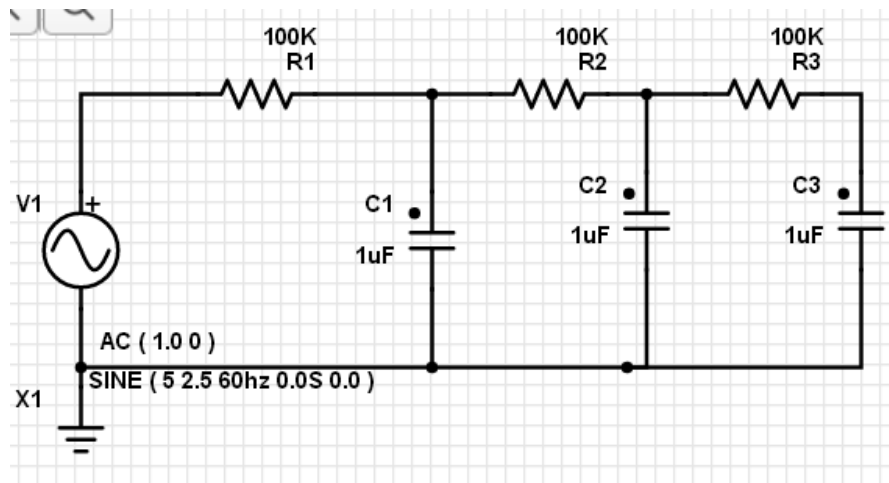 100K
R1
100K
R2
100K
R3
V1
+
C1
1uF
C2
1uF
C3
1uF
AC ( 1.0 0 )
SINE ( 5 2.5 60hz 0.0S 0.0 )
X1